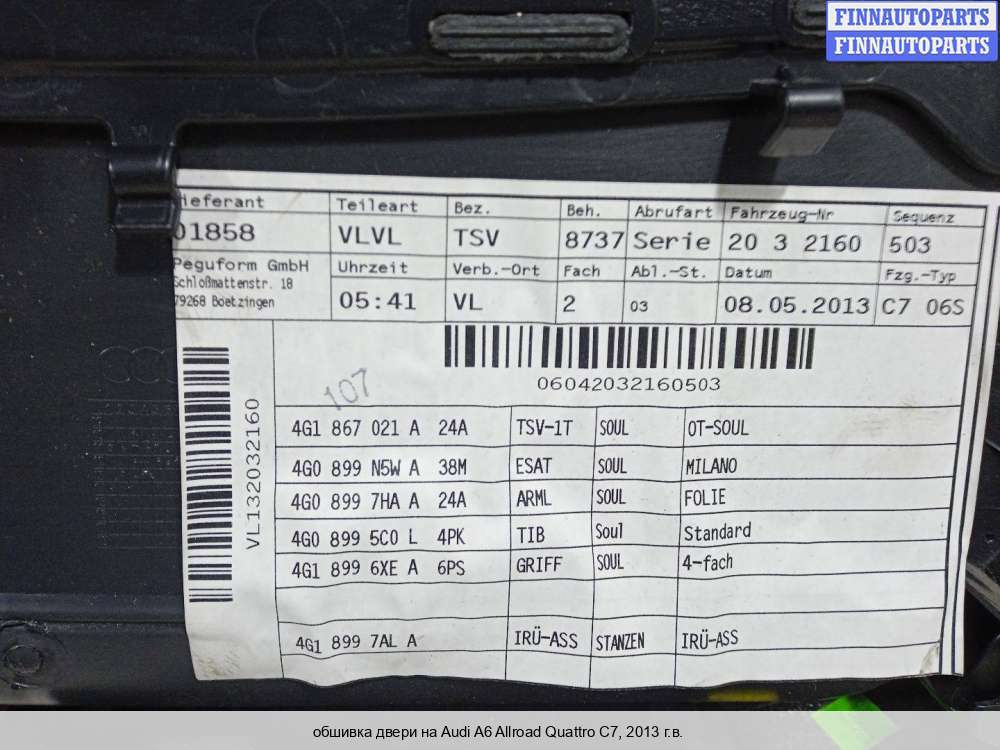 FINNAUTOPARTS
FINNAUTOPARTS
ieferant Teileart Bez. Beh. Abrufart Fahrzeug-Nr Sequenz
01858 VLVL TSV 8737 Serie 20 3 2160 503
Peguform GmbH Uhrzeit Verb.-Ort Fach Abl.-St. Datum Fzg.-Typ
Schloßmattenstr. 18
79268 Boetzingen 05:41 VL 2 03 08.05.2013 C7 06S
06042032160503
107
VL132032160
4G1 867 021 A 24A TSV-1T SOUL OT-SOUL
4G0 899 N5W A 38M ESAT SOUL MILANO
4G0 899 7HA A 24A ARML SOUL FOLIE
4G0 899 5C0 L 4PK TIB Soul Standard
4G1 899 6XE A 6PS GRIFF SOUL 4-fach
4G1 899 7AL A IRÜ-ASS STANZEN IRÜ-ASS
обшивка двери на Audi A6 Allroad Quattro C7, 2013 г.в.